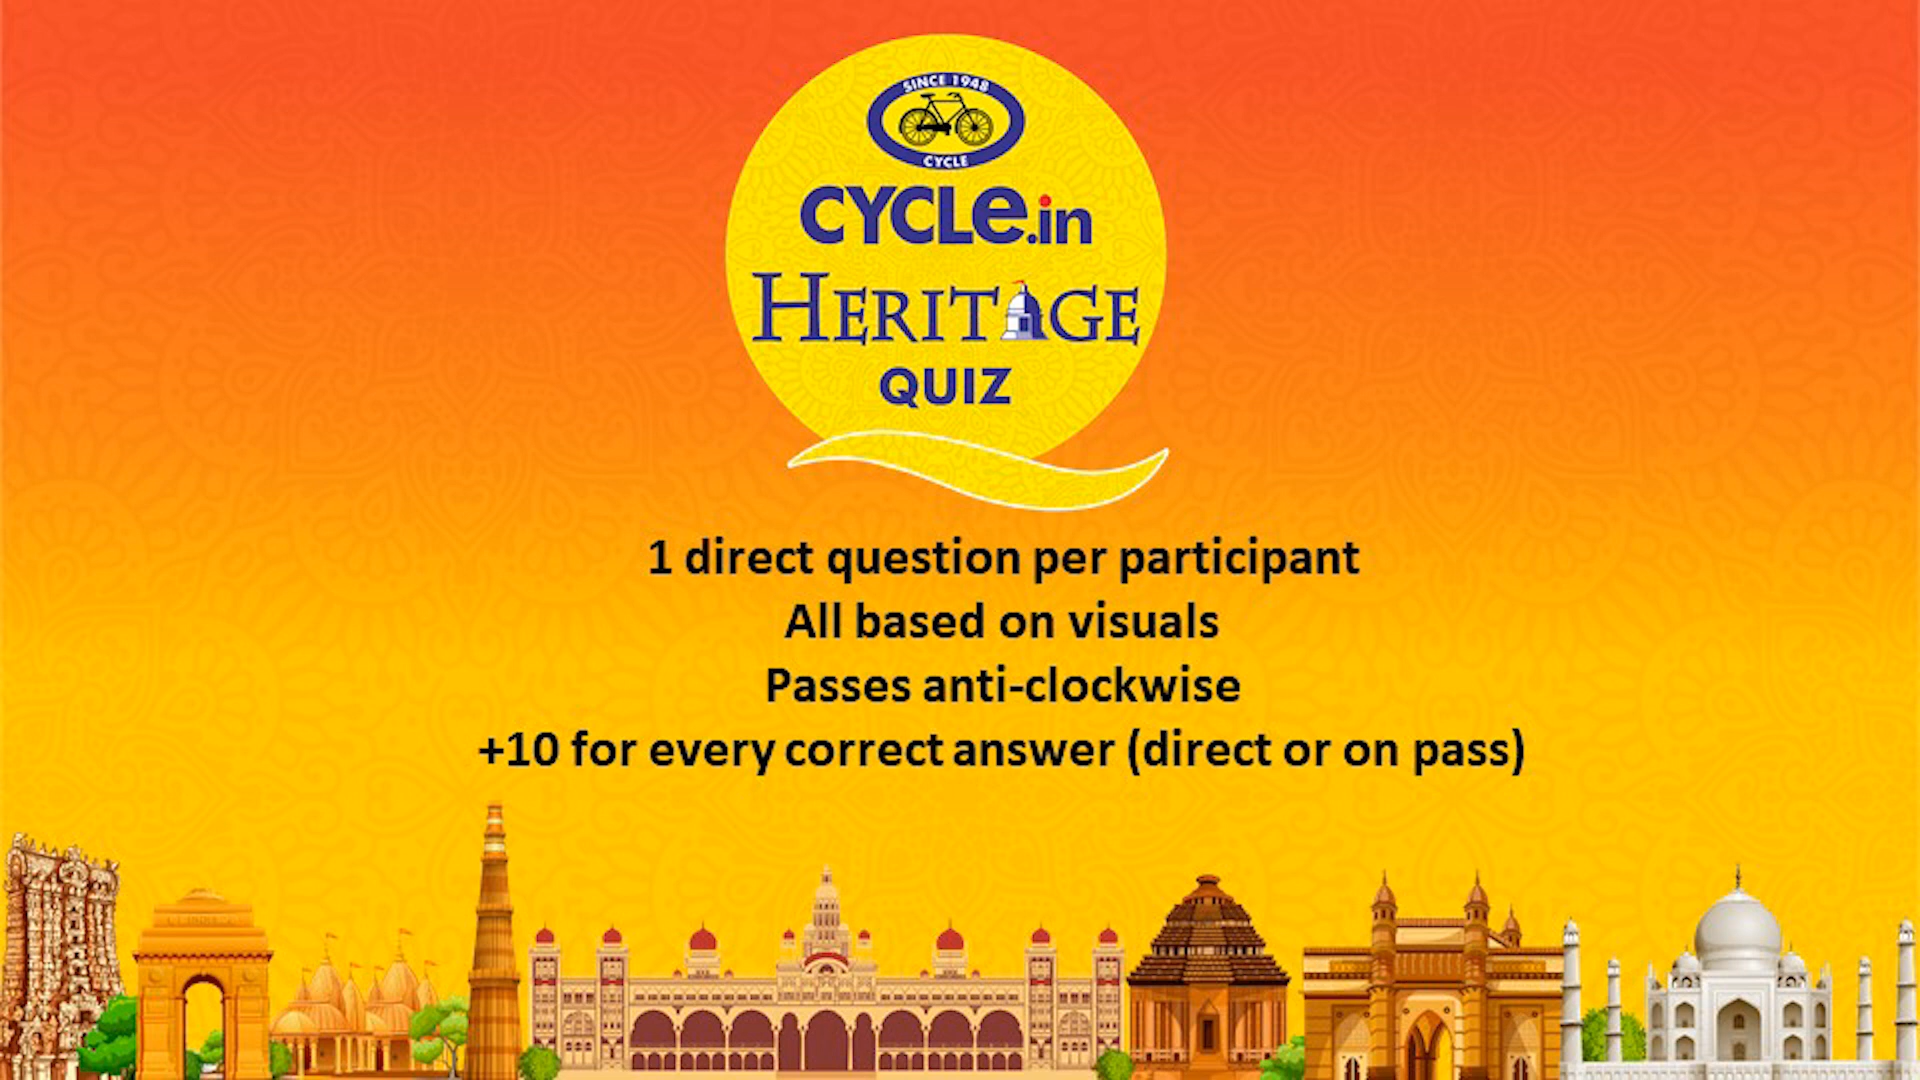 SINCE 1948
CYCLE
CYCLe.in
HERITAGE
QUIZ
1 direct question per participant
All based on visuals
Passes anti-clockwise
+10 for every correct answer (direct or on pass)